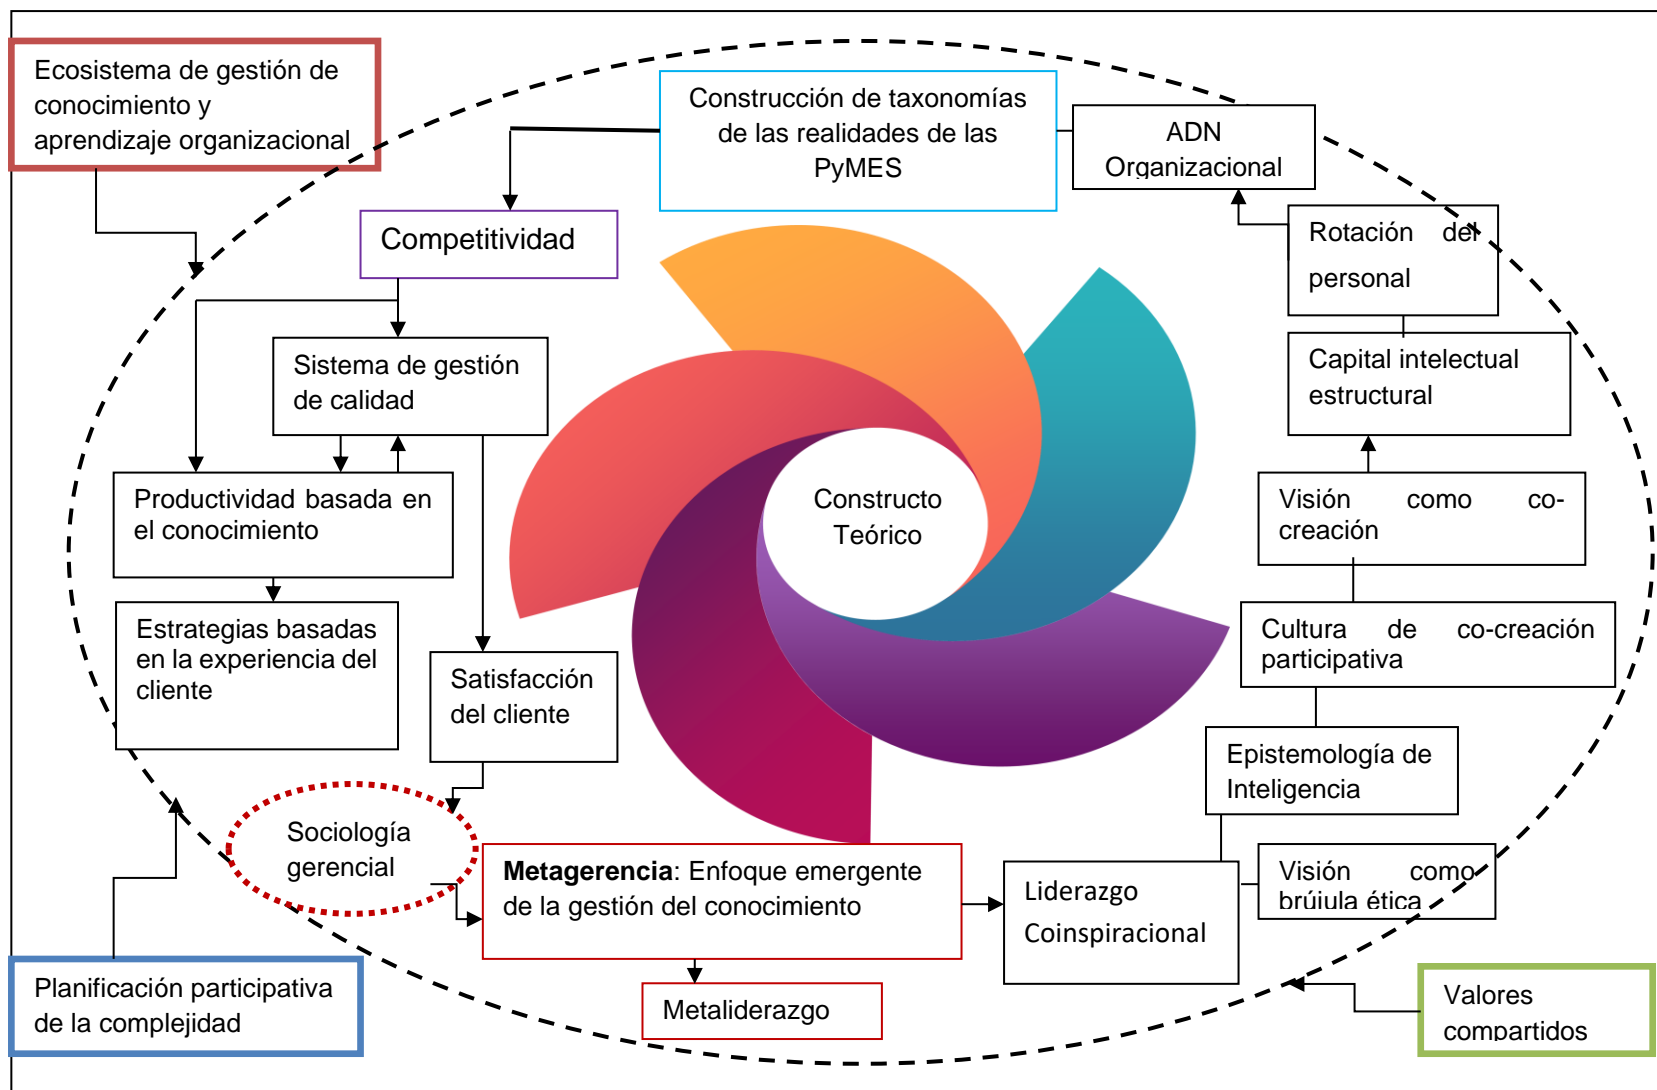 Ecosistema de gestión de
conocimiento y
aprendizaje organizacional
Construcción de taxonomías
de las realidades de las
PyMES
ADN
Organizacional
Competitividad
Rotación del
personal
Sistema de gestión
de calidad
Capital intelectual
estructural
Productividad basada en
el conocimiento
Constructo
Teórico
Visión como co-
creación
Estrategias basadas
en la experiencia del
cliente
Cultura de co-creación
participativa
Satisfacción
del cliente
Epistemología de
Inteligencia
Sociología
gerencial
Metagerencia: Enfoque emergente
de la gestión del conocimiento
Liderazgo
Coinspiracional
Visión como
brújula ética
Planificación participativa
de la complejidad
Metaliderazgo
Valores
compartidos